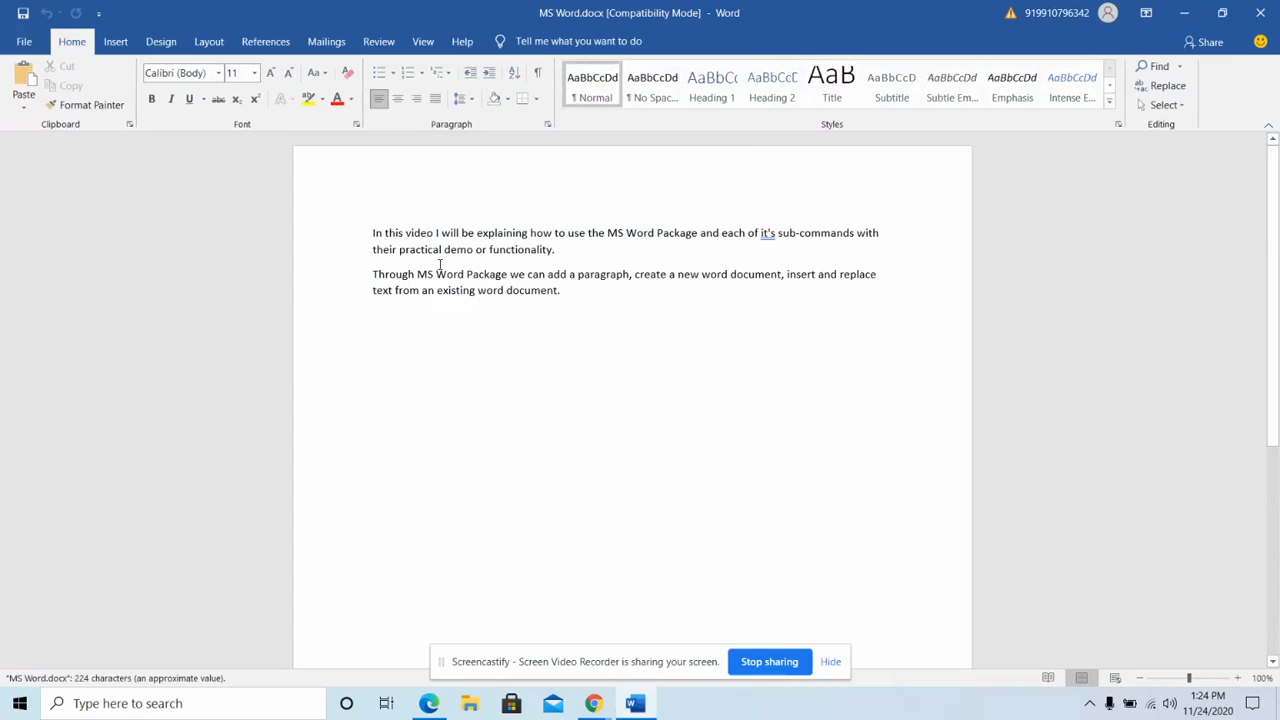 MS Word.docx [Compatibility Mode] - Word
919910796342
File Home Insert Design Layout References Mailings Review View Help Tell me what you want to do Share
Paste
Cut
Copy
Format Painter
Clipboard
Calibri (Body) 11
Font
Paragraph
AaBbCcDd ¶ Normal
AaBbCcDd ¶ No Spac...
AaBbCc Heading 1
AaBbCcD Heading 2
AaB Title
AaBbCcD Subtitle
AaBbCcDd Subtle Em...
AaBbCcDd Emphasis
AaBbCcDd Intense E...
Styles
Find
Replace
Select
Editing
In this video I will be explaining how to use the MS Word Package and each of it's sub-commands with
their practical demo or functionality.
Through MS Word Package we can add a paragraph, create a new word document, insert and replace
text from an existing word document.
Screencastify - Screen Video Recorder is sharing your screen. Stop sharing Hide
"MS Word.docx": 224 characters (an approximate value). 100%
Type here to search
1:24 PM
11/24/2020